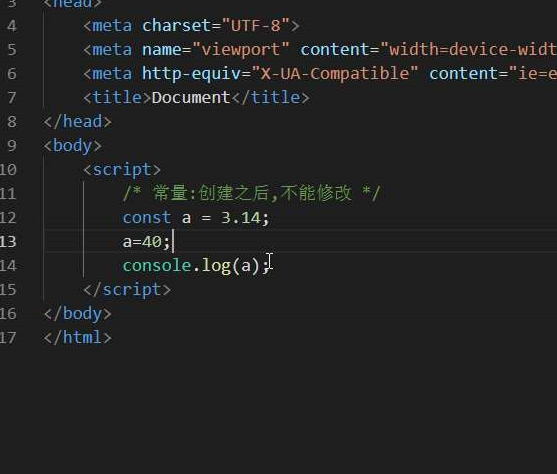 3 <head>
4 <meta charset="UTF-8">
5 <meta name="viewport" content="width=device-widt
6 <meta http-equiv="X-UA-Compatible" content="ie=e
7 <title>Document</title>
8 </head>
9 <body>
10 <script>
11 /* 常量:创建之后,不能修改 */
12 const a = 3.14;
13 a=40;
14 console.log(a);
15 </script>
16 </body>
17 </html>